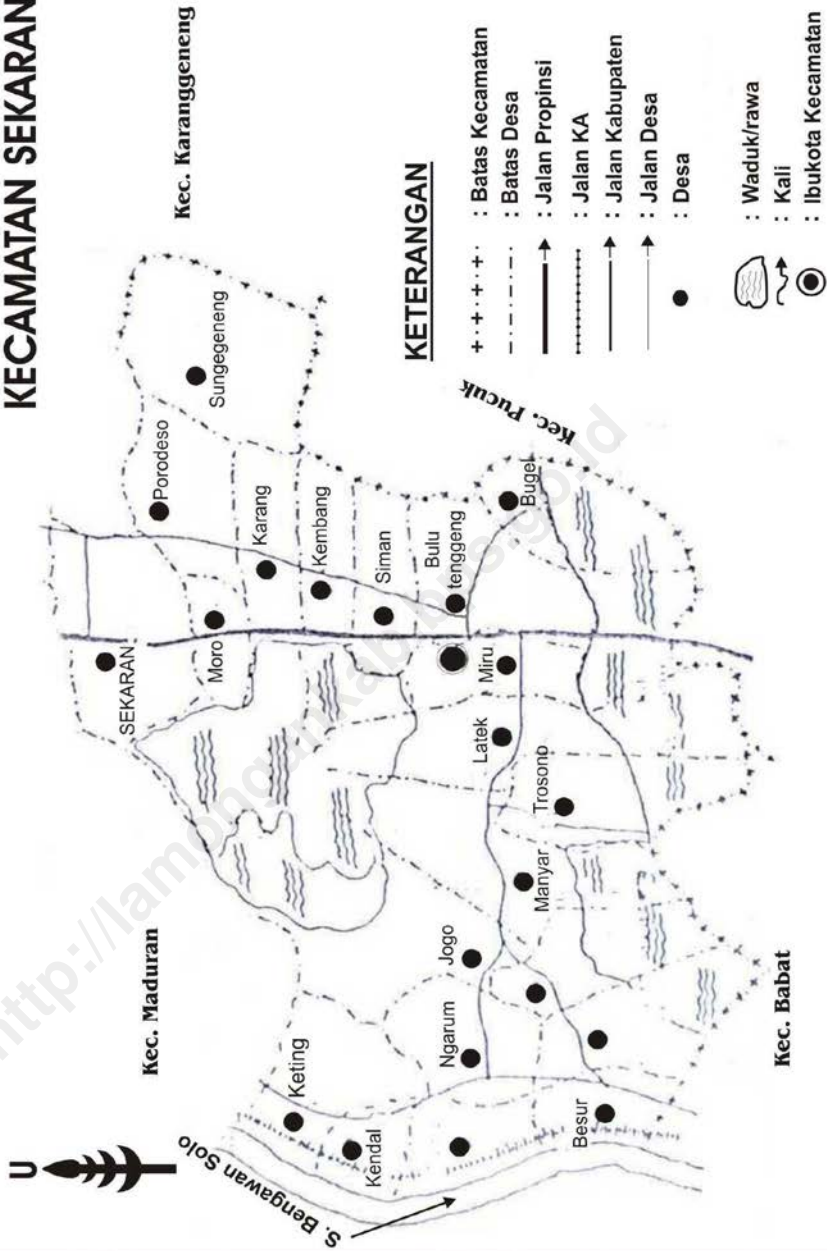 KECAMATAN SEKARAN
U
Kec. Maduran
Kec. Karanggeneng
S. Bengawan Solo
SEKARAN
Porodeso
Sungegeneng
Moro
Karang
Kembang
Siman
Bulu
tenggeng
Keting
Kendal
Ngarum
Jogo
Latek
Miru
Bugel
Kec. Pucuk
Manyar
Trosono
Besur
Kec. Babat
KETERANGAN
: Batas Kecamatan
: Batas Desa
: Jalan Propinsi
: Jalan KA
: Jalan Kabupaten
: Jalan Desa
: Desa
: Waduk/rawa
: Kali
: Ibukota Kecamatan
http://lamongankab.bps.go.id